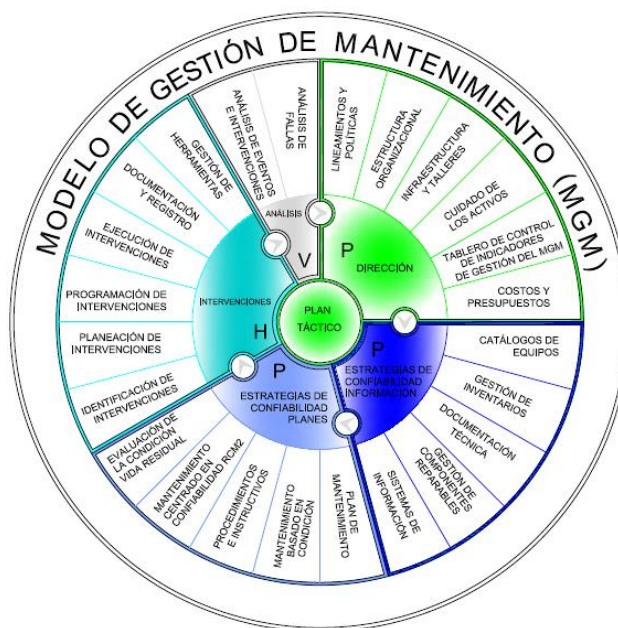 MODELO DE GESTIÓN DE MANTENIMIENTO (MGM)
LINEAMIENTOS Y
POLÍTICAS
ESTRUCTURA
ORGANIZACIONAL
INFRAESTRUCTURA
Y TALLERES
CUIDADO DE
LOS ACTIVOS
TABLERO DE CONTROL
DE INDICADORES
DE GESTIÓN DEL MGM
COSTOS Y
PRESUPUESTOS
P
DIRECCIÓN
CATÁLOGOS DE
EQUIPOS
GESTIÓN DE
INVENTARIOS
DOCUMENTACION
TÉCNICA
GESTIÓN DE
COMPONENTES
REPARABLES
SISTEMAS DE
INFORMACIÓN
P
ESTRATEGIAS DE
CONFIABILIDAD
INFORMACION
PLAN DE
MANTENIMIENTO
MANTENIMIENTO
BASADO EN
CONDICIÓN
PROCEDIMIENTOS
E INSTRUCTIVOS
MANTENIMIENTO
CENTRADO EN
CONFIABILIDAD RCM2
EVALUACIÓN DE
LA CONDICIÓN
VIDA RESIDUAL
P
ESTRATEGIAS DE
CONFIABILIDAD
PLANES
IDENTIFICACIÓN DE
INTERVENCIONES
PLANEACIÓN DE
INTERVENCIONES
PROGRAMACIÓN DE
INTERVENCIONES
EJECUCIÓN DE
INTERVENCIONES
DOCUMENTACIÓN
Y REGISTRO
GESTIÓN DE
HERRAMIENTAS
INTERVENCIONES
H
ANÁLISIS DE EVENTOS
E INTERVENCIONES
ANÁLISIS DE
FALLAS
ANÁLISIS
V
PLAN
TÁCTICO